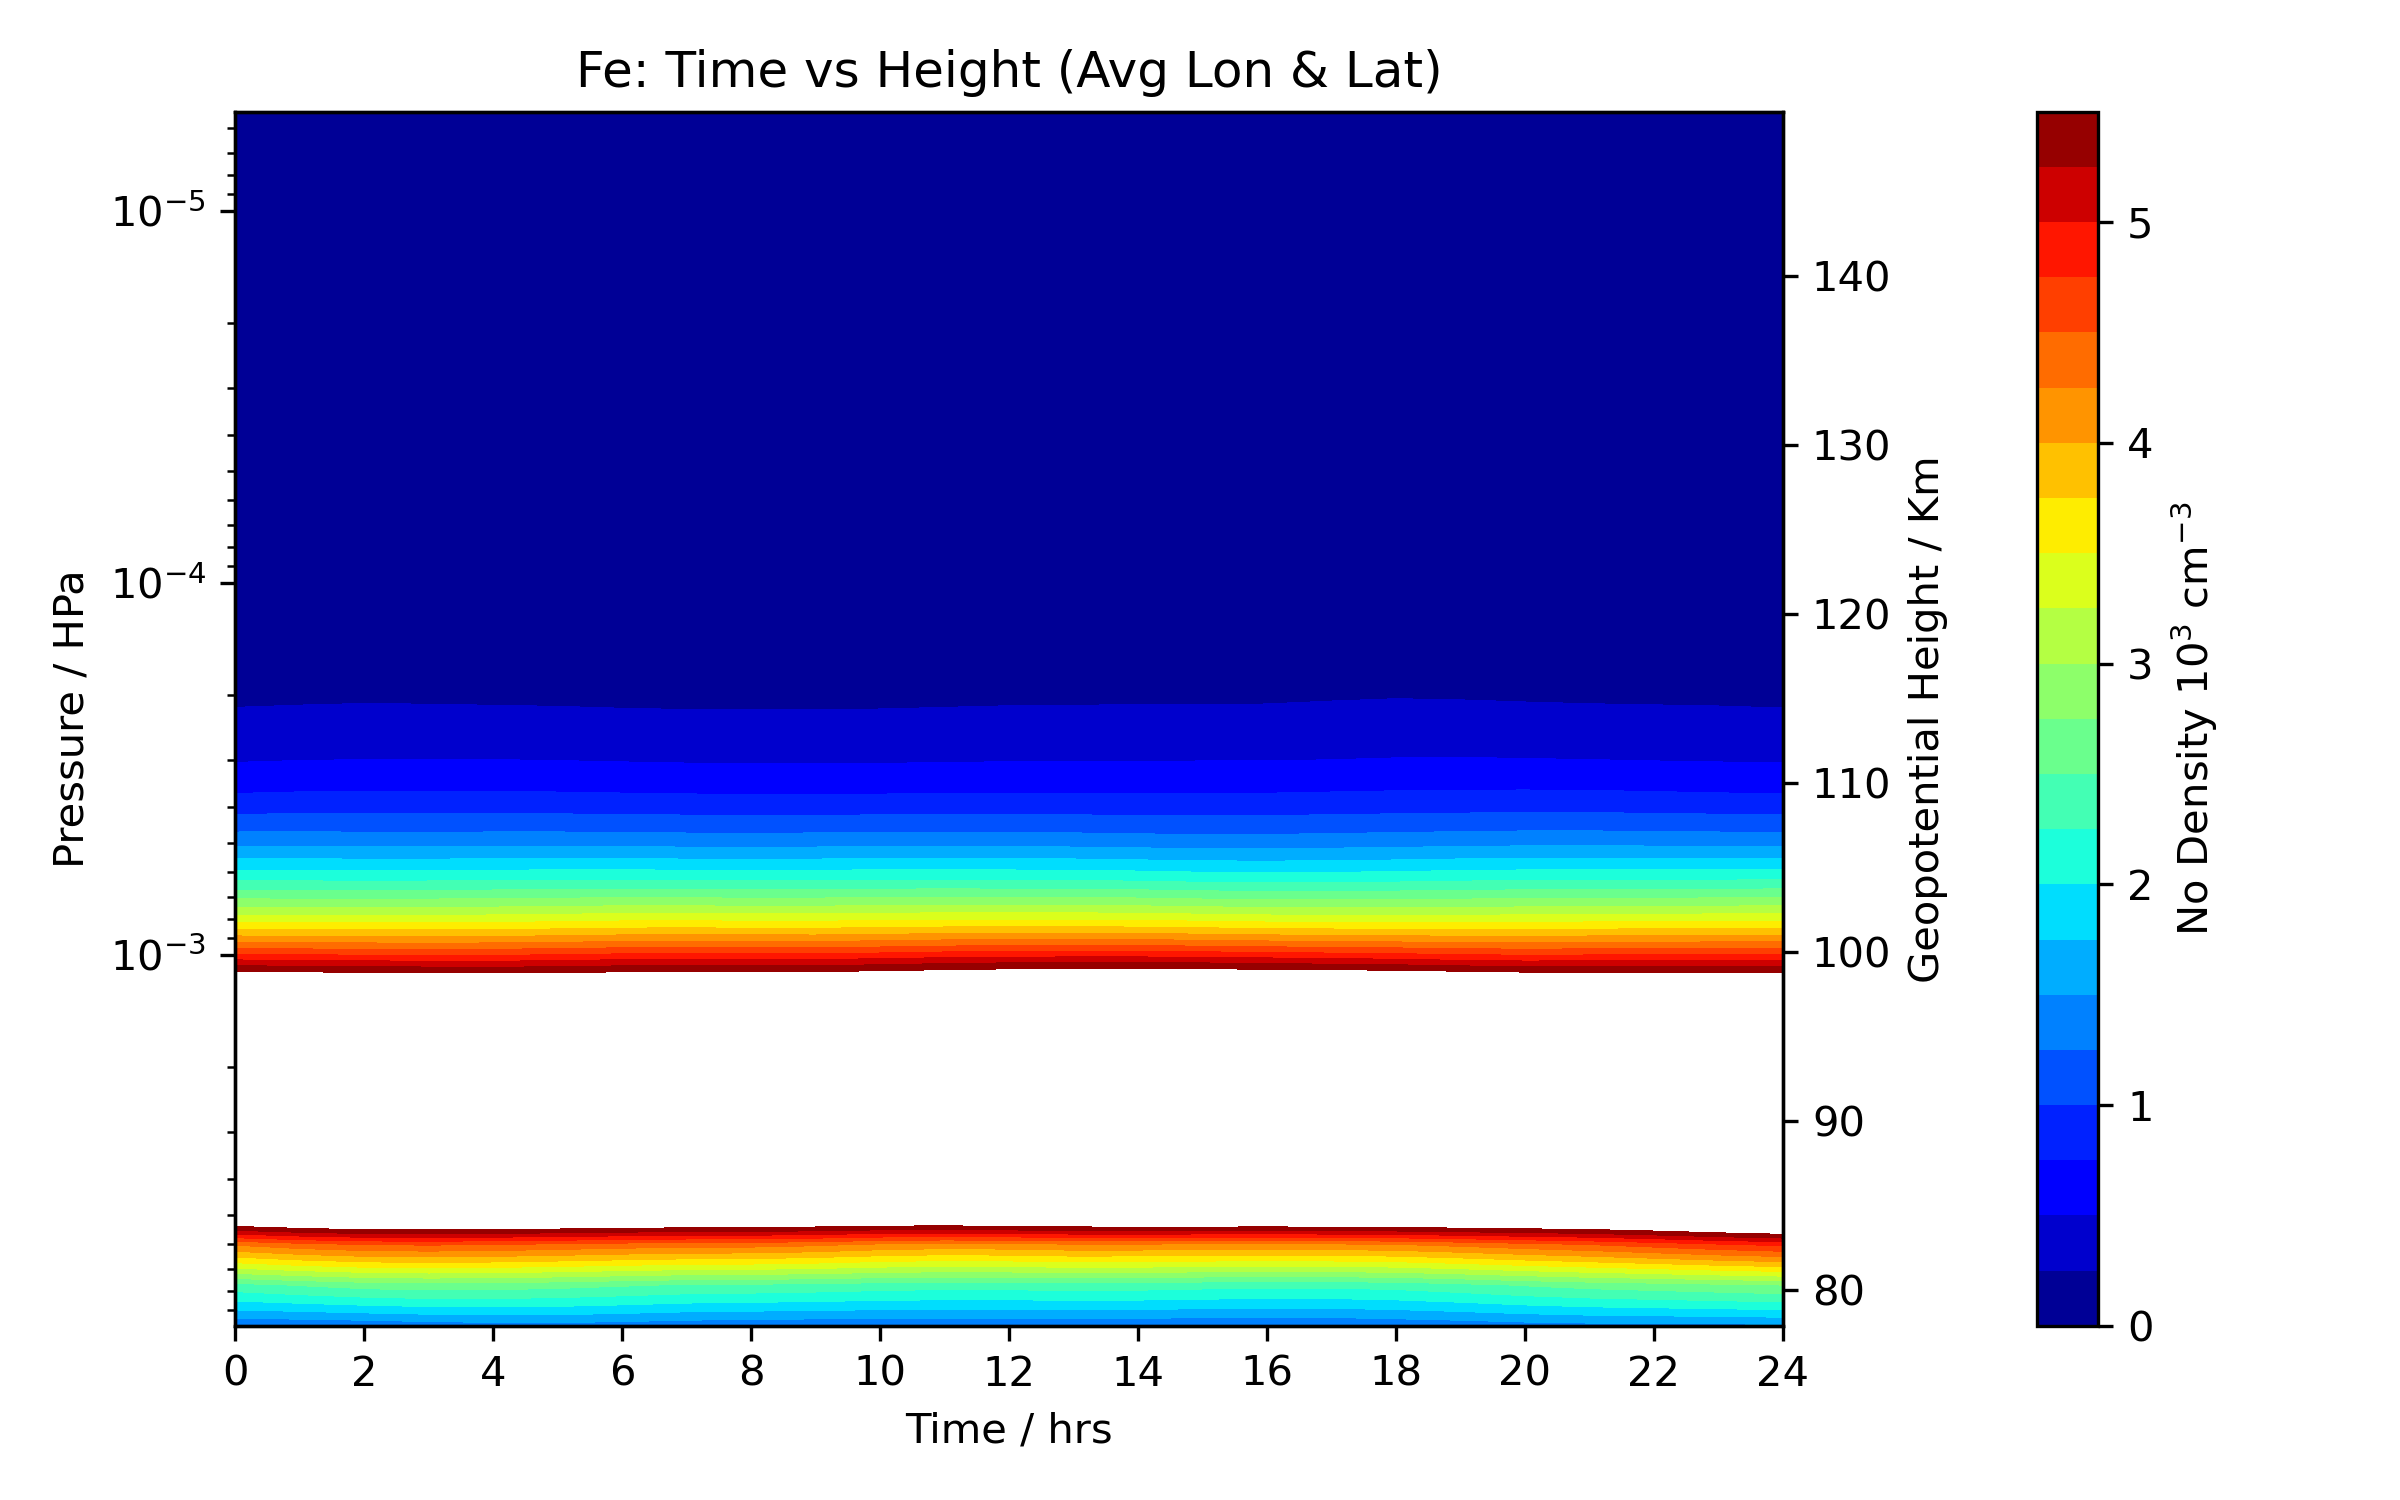 Fe: Time vs Height (Avg Lon & Lat)
Pressure / HPa
10⁻⁵
10⁻⁴
10⁻³
140
130
120
110
100
90
80
Geopotential Height / Km
5
4
3
2
1
0
No Density 10³ cm⁻³
0 2 4 6 8 10 12 14 16 18 20 22 24
Time / hrs